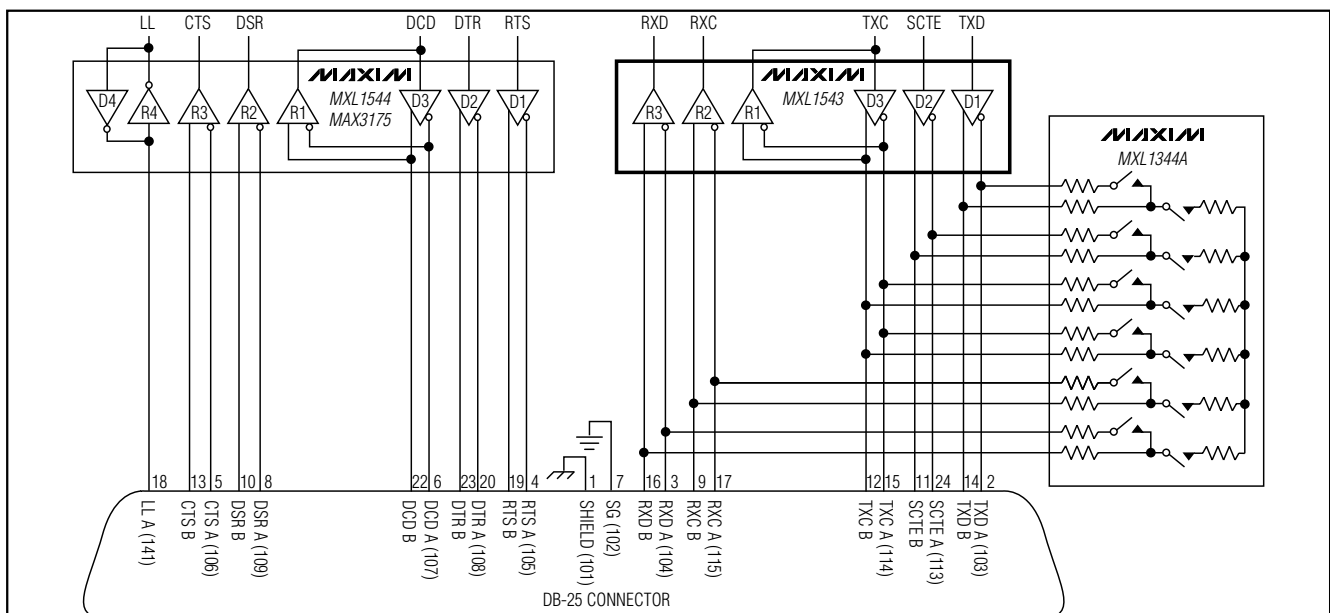 LL CTS DSR DCD DTR RTS RXD RXC TXC SCTE TXD
MAXIM
MXL1544
MAX3175
D4 R4 R3 R2 R1 D3 D2 D1
MAXIM
MXL1543
R3 R2 R1 D3 D2 D1
MAXIM
MXL1344A
18 13 5 10 8 22 6 23 20 19 4 1 7 16 3 9 17 12 15 11 24 14 2
LL A (141)
CTS B
CTS A (106)
DSR B
DSR A (109)
DCD B
DCD A (107)
DTR B
DTR A (108)
RTS B
RTS A (105)
SHIELD (101)
SG (102)
RXD B
RXD A (104)
RXC B
RXC A (115)
TXC B
TXC A (114)
SCTE B
SCTE A (113)
TXD B
TXD A (103)
DB-25 CONNECTOR